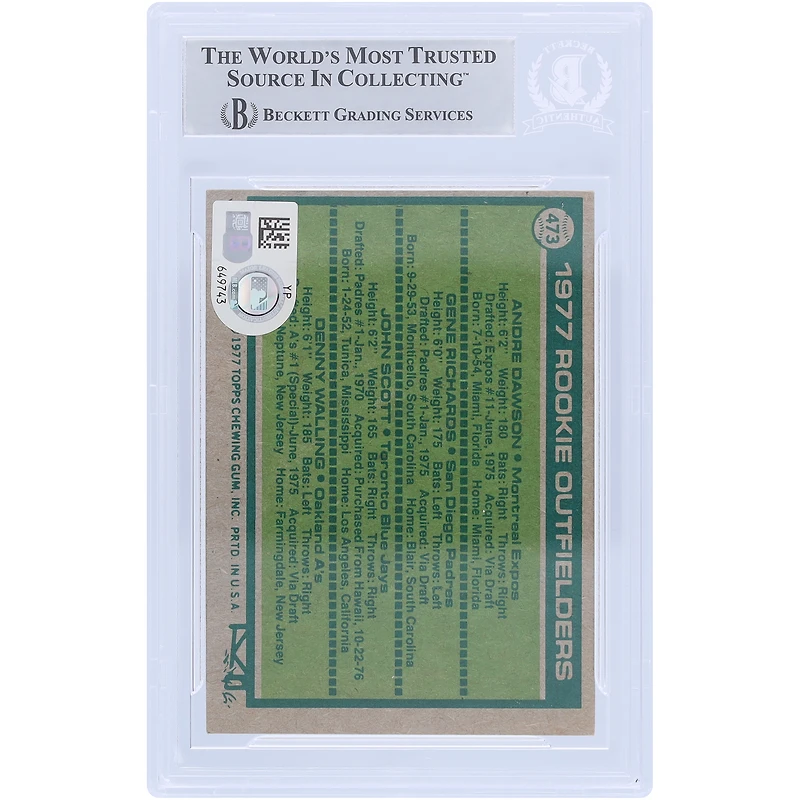 THE WORLD'S MOST TRUSTED
SOURCE IN COLLECTING™
B BECKETT GRADING SERVICES
BECKETT
B
AUTHENTIC
YP
649743
473
1977 ROOKIE OUTFIELDERS
ANDRE DAWSON • Montreal Expos
Height: 6'2" Weight: 180 Bats: Right Throws: Right
Drafted: Expos #11-June, 1975 Acquired: Via Draft
Born: 7-10-54, Miami, Florida Home: Miami, Florida
GENE RICHARDS • San Diego Padres
Height: 6'0" Weight: 175 Bats: Left Throws: Left
Drafted: Padres #1-Jan., 1975 Acquired: Via Draft
Born: 9-29-53, Monticello, South Carolina Home: Blair, South Carolina
JOHN SCOTT • Toronto Blue Jays
Height: 6'2" Weight: 165 Bats: Right Throws: Right
Drafted: Padres #1-Jan., 1970 Acquired: Purchased From Hawaii, 10-22-76
Born: 1-24-52, Tunica, Mississippi Home: Los Angeles, California
DENNY WALLING • Oakland A's
Height: 6'1" Weight: 185 Bats: Left Throws: Right
A's #1 (Special)-June, 1975 Acquired: Via Draft
Neptune, New Jersey Home: Farmingdale, New Jersey
1977 TOPPS CHEWING GUM, INC. PRTD. IN U.S.A.